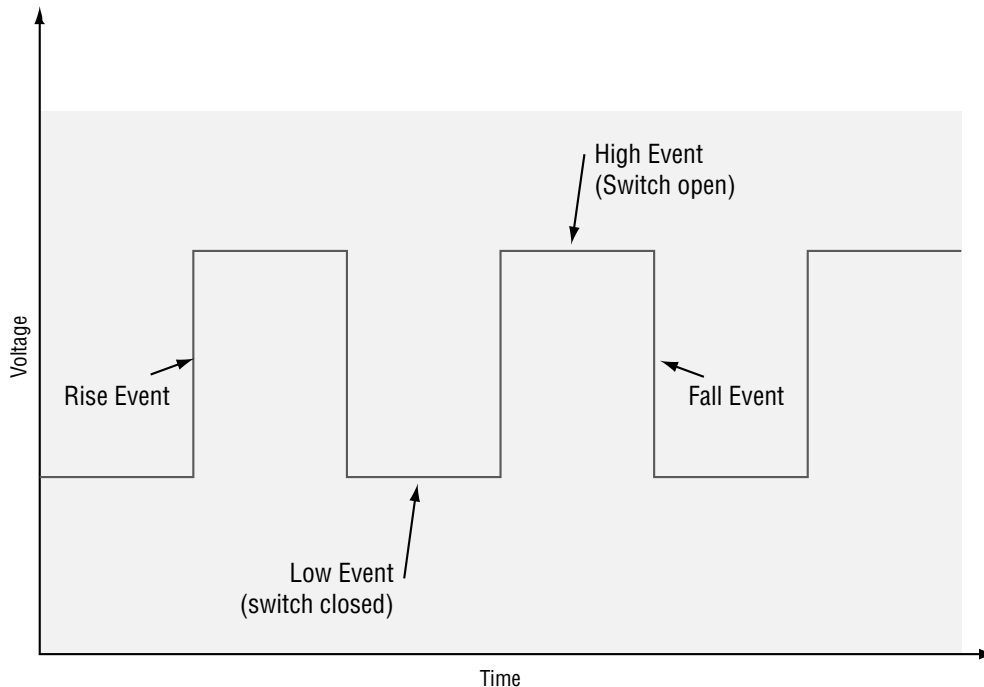 High Event
(Switch open)
Voltage
Rise Event
Fall Event
Low Event
(switch closed)
Time